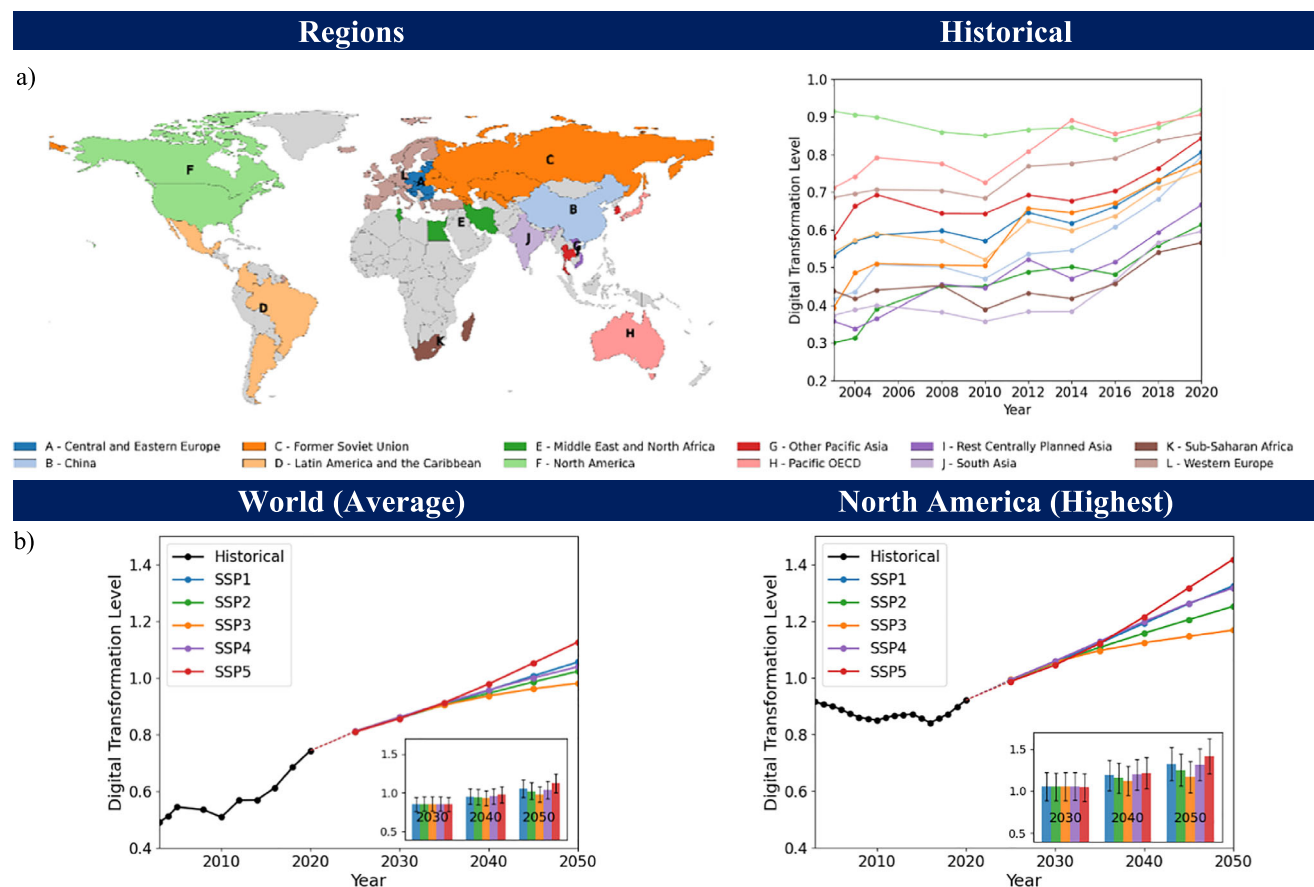 Regions
Historical
a)
F
L
A
C
B
E
J
G
D
K
H
1.0
0.9
0.8
0.7
0.6
0.5
0.4
0.3
0.2
Digital Transformation Level
2004 2006 2008 2010 2012 2014 2016 2018 2020
Year
A - Central and Eastern Europe
C - Former Soviet Union
E - Middle East and North Africa
G - Other Pacific Asia
I - Rest Centrally Planned Asia
K - Sub-Saharan Africa
B - China
D - Latin America and the Caribbean
F - North America
H - Pacific OECD
J - South Asia
L - Western Europe
World (Average)
North America (Highest)
b)
Digital Transformation Level
1.4
1.2
1.0
0.8
0.6
0.4
Historical
SSP1
SSP2
SSP3
SSP4
SSP5
1.5
1.0
0.5
2030 2040 2050
2010 2020 2030 2040 2050
Year
Digital Transformation Level
1.4
1.2
1.0
0.8
0.6
0.4
Historical
SSP1
SSP2
SSP3
SSP4
SSP5
1.5
1.0
0.5
2030 2040 2050
2010 2020 2030 2040 2050
Year